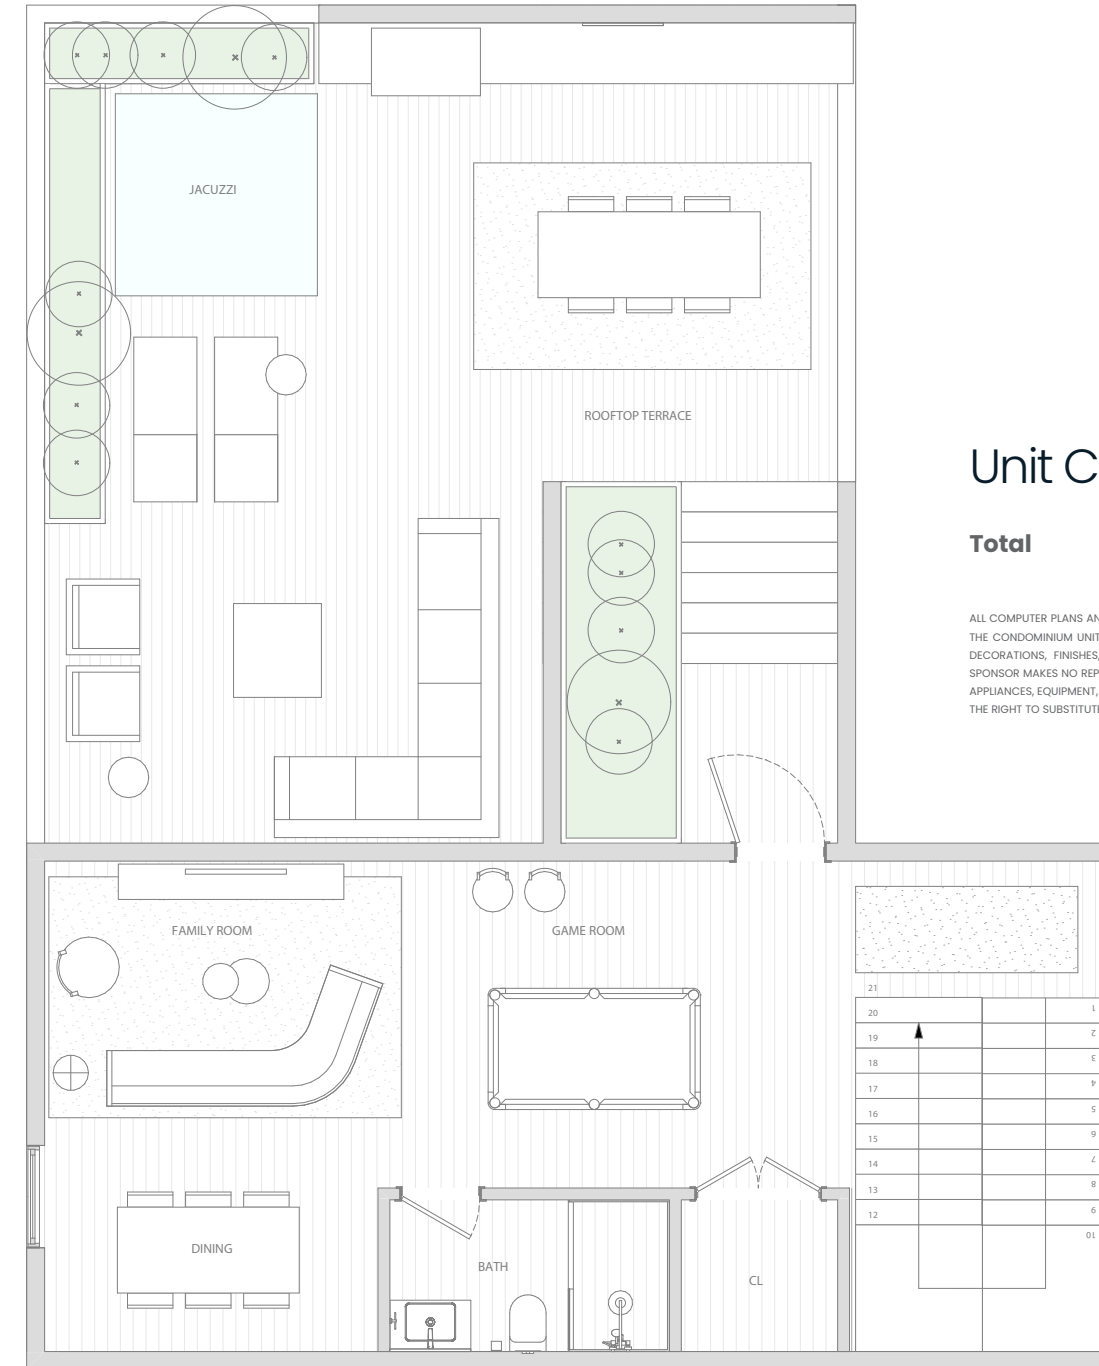 JACUZZI
ROOFTOP TERRACE
Unit C
Total
ALL COMPUTER PLANS AN
THE CONDOMINIUM UNIT
DECORATIONS, FINISHES,
SPONSOR MAKES NO REP
APPLIANCES, EQUIPMENT,
THE RIGHT TO SUBSTITUTE
FAMILY ROOM
GAME ROOM
21
20
19
18
17
16
15
14
13
12
1
2
3
4
5
6
7
8
9
10
DINING
BATH
CL